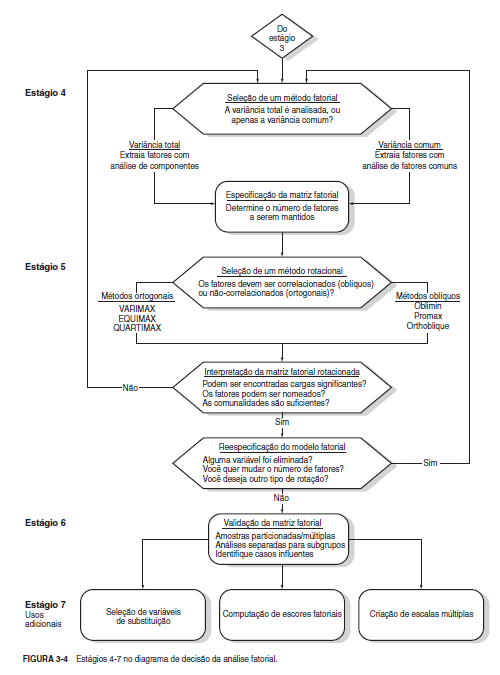 Do
estágio
3
Estágio 4
Seleção de um método fatorial
A variância total é analisada, ou
apenas a variância comum?
Variância total
Extraia fatores com
análise de componentes
Variância comum
Extraia fatores com
análise de fatores comuns
Especificação da matriz fatorial
Determine o número de fatores
a serem mantidos
Estágio 5
Seleção de um método rotacional
Os fatores devem ser correlacionados (oblíquos)
ou não-correlacionados (ortogonais)?
Métodos ortogonais
VARIMAX
EQUIMAX
QUARTIMAX
Métodos oblíquos
Oblimin
Promax
Orthoblique
Interpretação da matriz fatorial rotacionada
Podem ser encontradas cargas significantes?
Os fatores podem ser nomeados?
As comunalidades são suficientes?
Não
Sim
Reespecificação do modelo fatorial
Alguma variável foi eliminada?
Você quer mudar o número de fatores?
Você deseja outro tipo de rotação?
Sim
Não
Estágio 6
Validação da matriz fatorial
Amostras particionadas/múltiplas
Análises separadas para subgrupos
Identifique casos influentes
Estágio 7
Usos
adicionais
Seleção de variáveis
de substituição
Computação de escores fatoriais
Criação de escalas múltiplas
FIGURA 3-4 Estágios 4-7 no diagrama de decisão da análise fatorial.